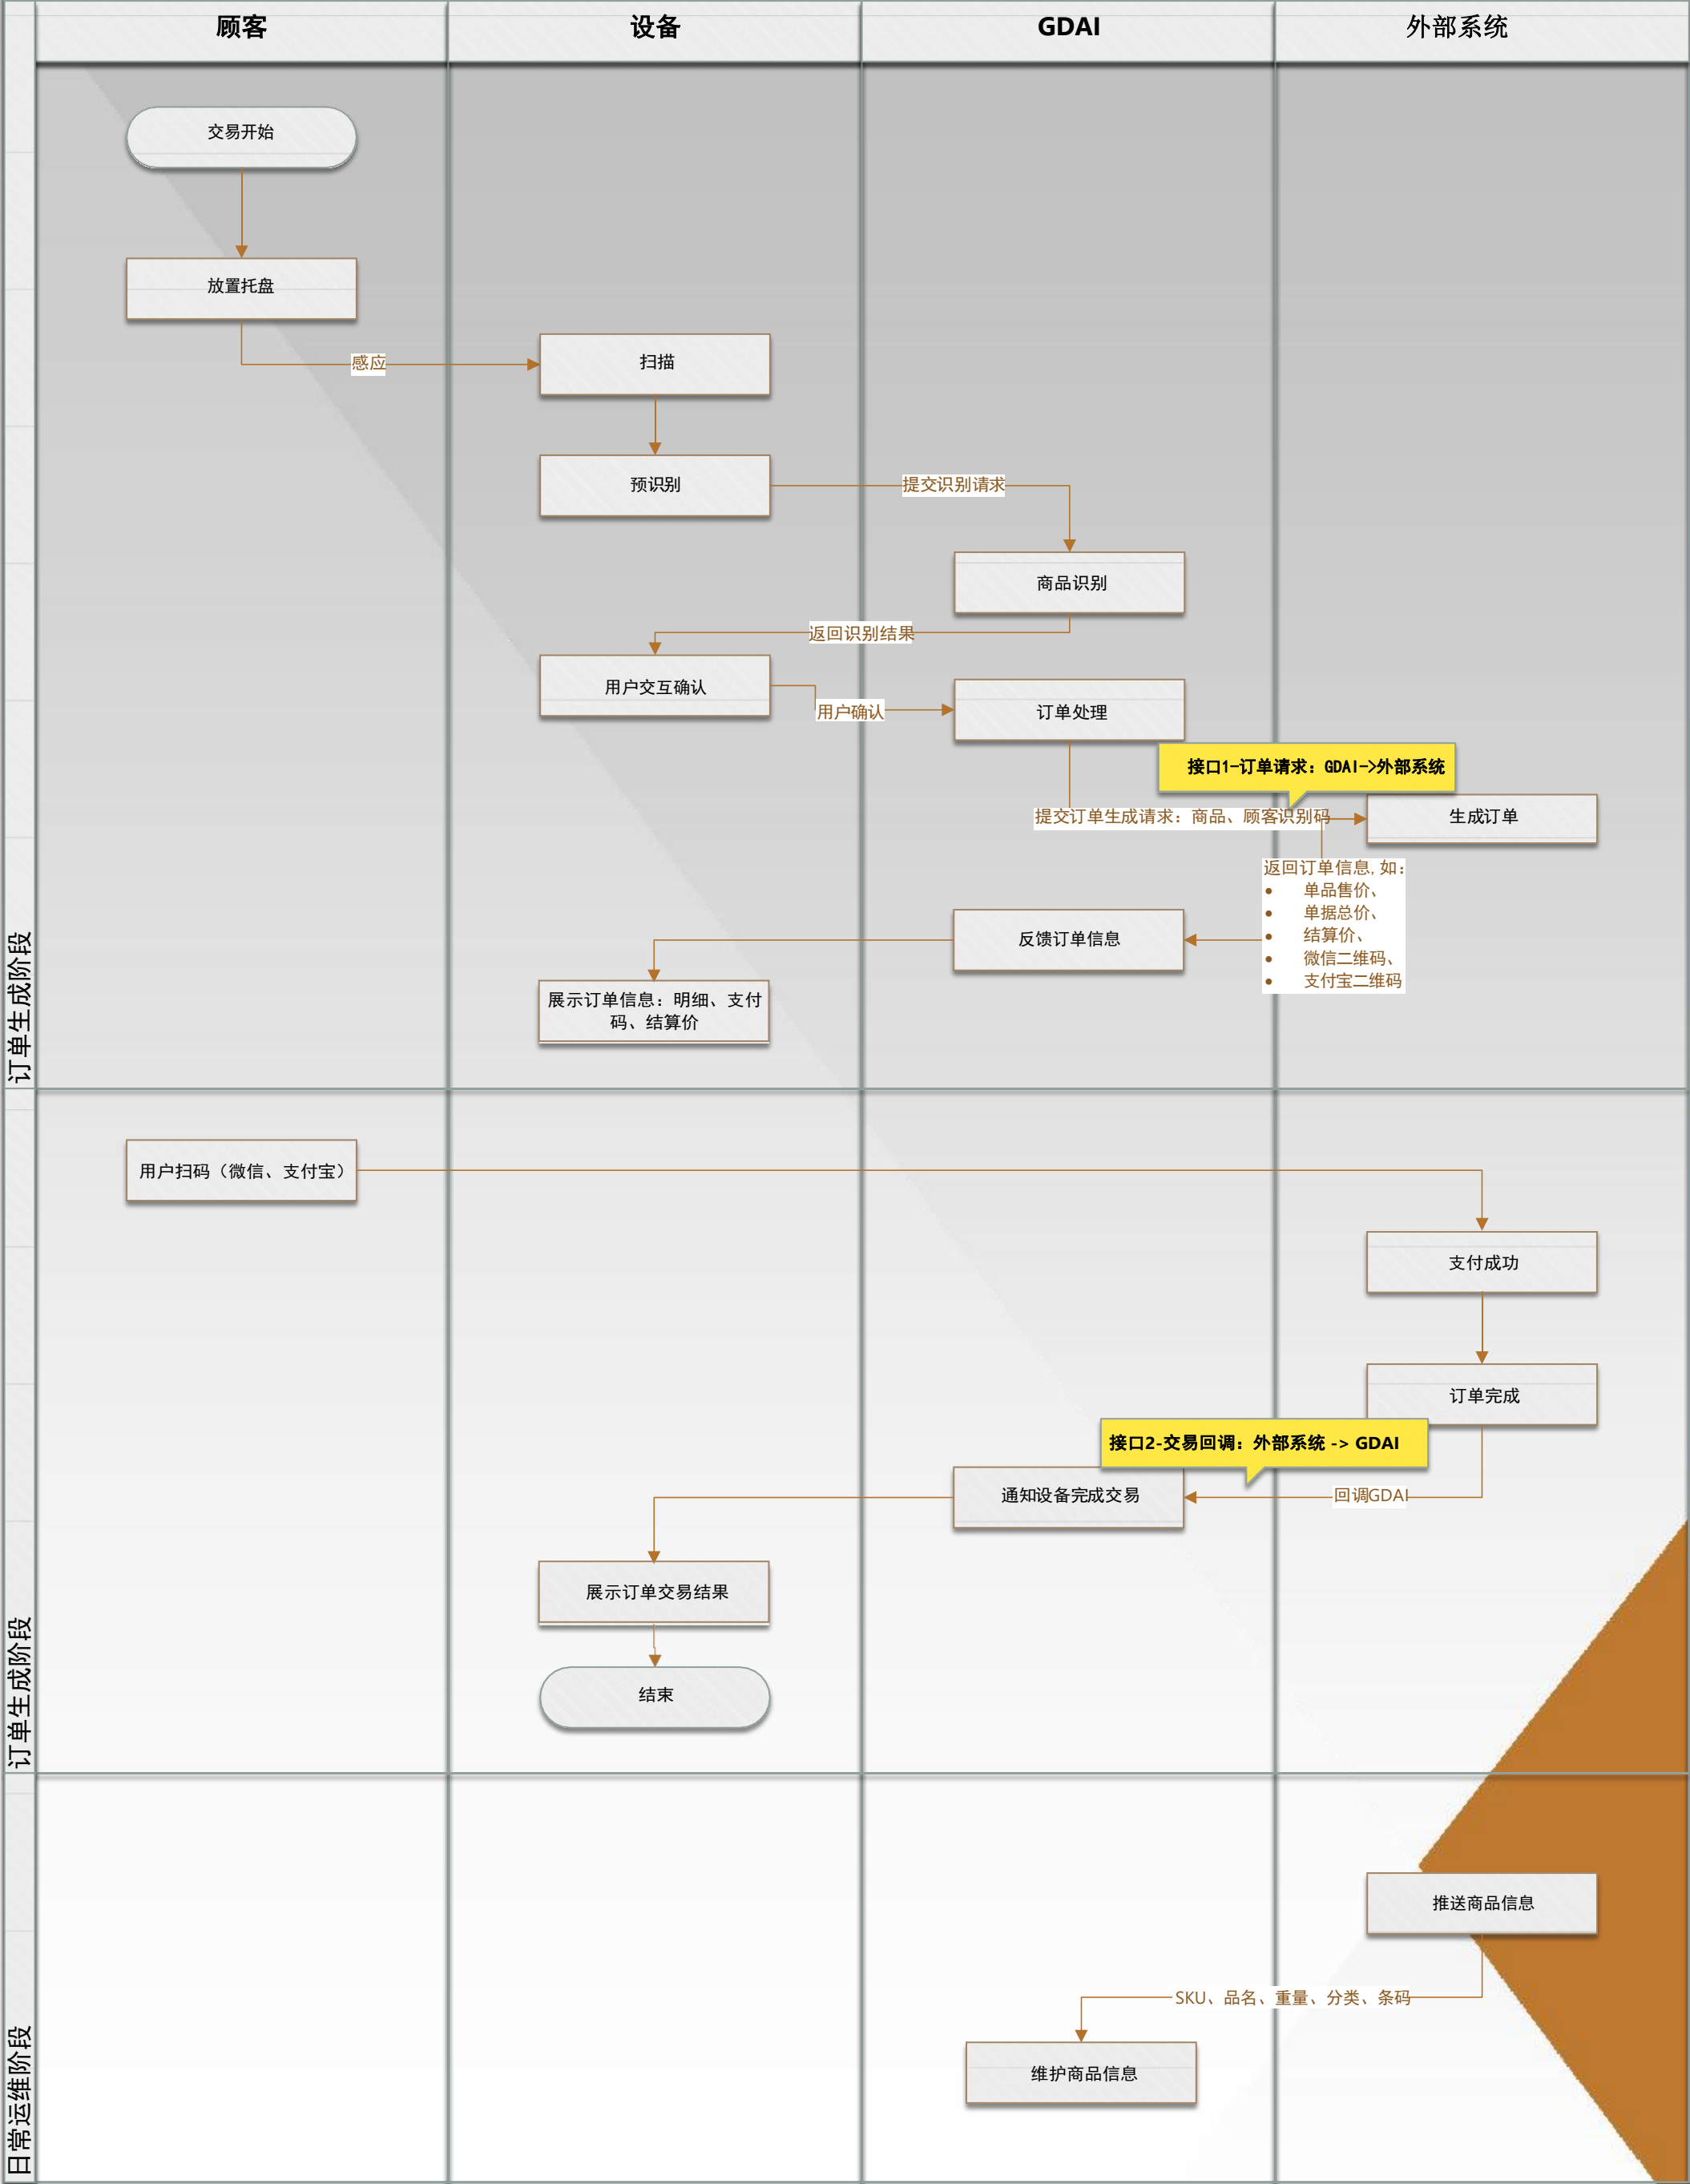 顾客
设备
GDAI
外部系统
订单生成阶段
交易开始
放置托盘
感应
扫描
预识别
提交识别请求
商品识别
返回识别结果
用户交互确认
用户确认
订单处理
接口1-订单请求：GDAI->外部系统
提交订单生成请求：商品、顾客识别码
生成订单
返回订单信息,如：
• 单品售价、
• 单据总价、
• 结算价、
• 微信二维码、
• 支付宝二维码
反馈订单信息
展示订单信息：明细、支付
码、结算价
订单生成阶段
用户扫码（微信、支付宝）
支付成功
订单完成
接口2-交易回调：外部系统 -> GDAI
回调GDAI
通知设备完成交易
展示订单交易结果
结束
日常运维阶段
推送商品信息
SKU、品名、重量、分类、条码
维护商品信息